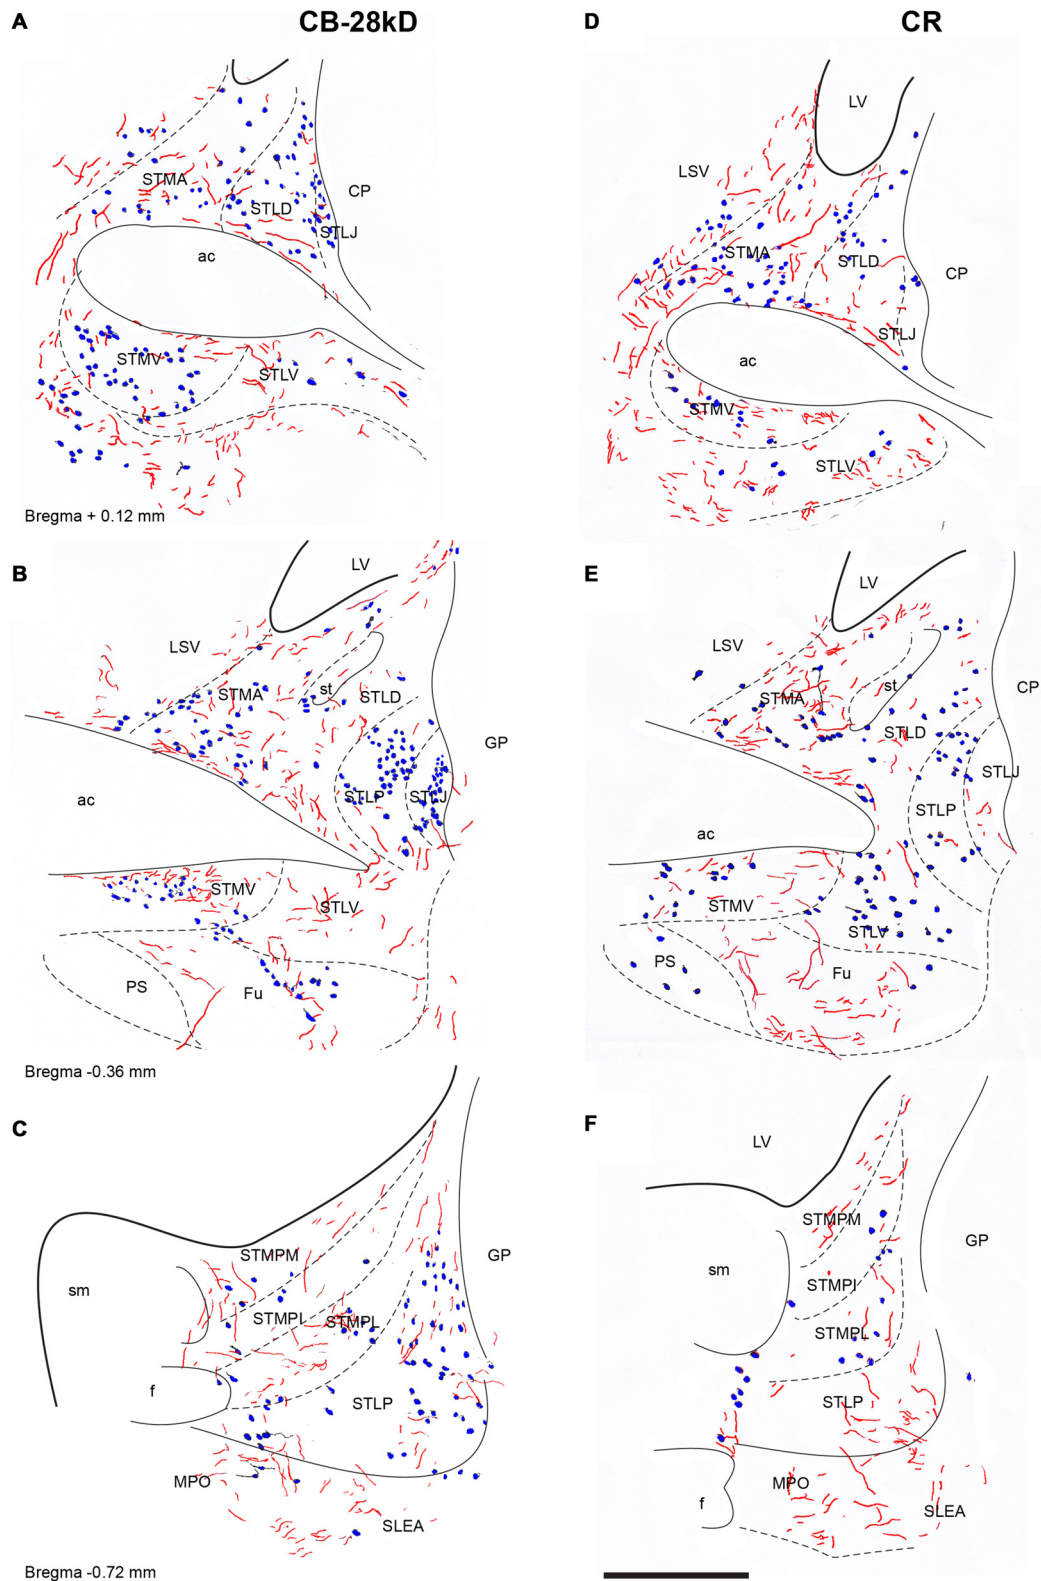 A
CB-28kD
D
CR
LV
LSV
STMA
CP
STLD
STLJ
ac
STMV
STLV
Bregma + 0.12 mm
STMA
STLD
CP
STLJ
ac
STMV
STLV
B
LV
LSV
STMA
st
STLD
GP
STLP
STLJ
ac
STMV
STLV
PS
Fu
Bregma -0.36 mm
E
LV
LSV
STMA
st
CP
STLD
STLJ
STLP
ac
STMV
STLV
PS
Fu
C
STMPM
GP
sm
STMPL
STMPL
f
STLP
MPO
SLEA
Bregma -0.72 mm
F
LV
STMPM
GP
sm
STMPI
STMPL
STLP
MPO
f
SLEA